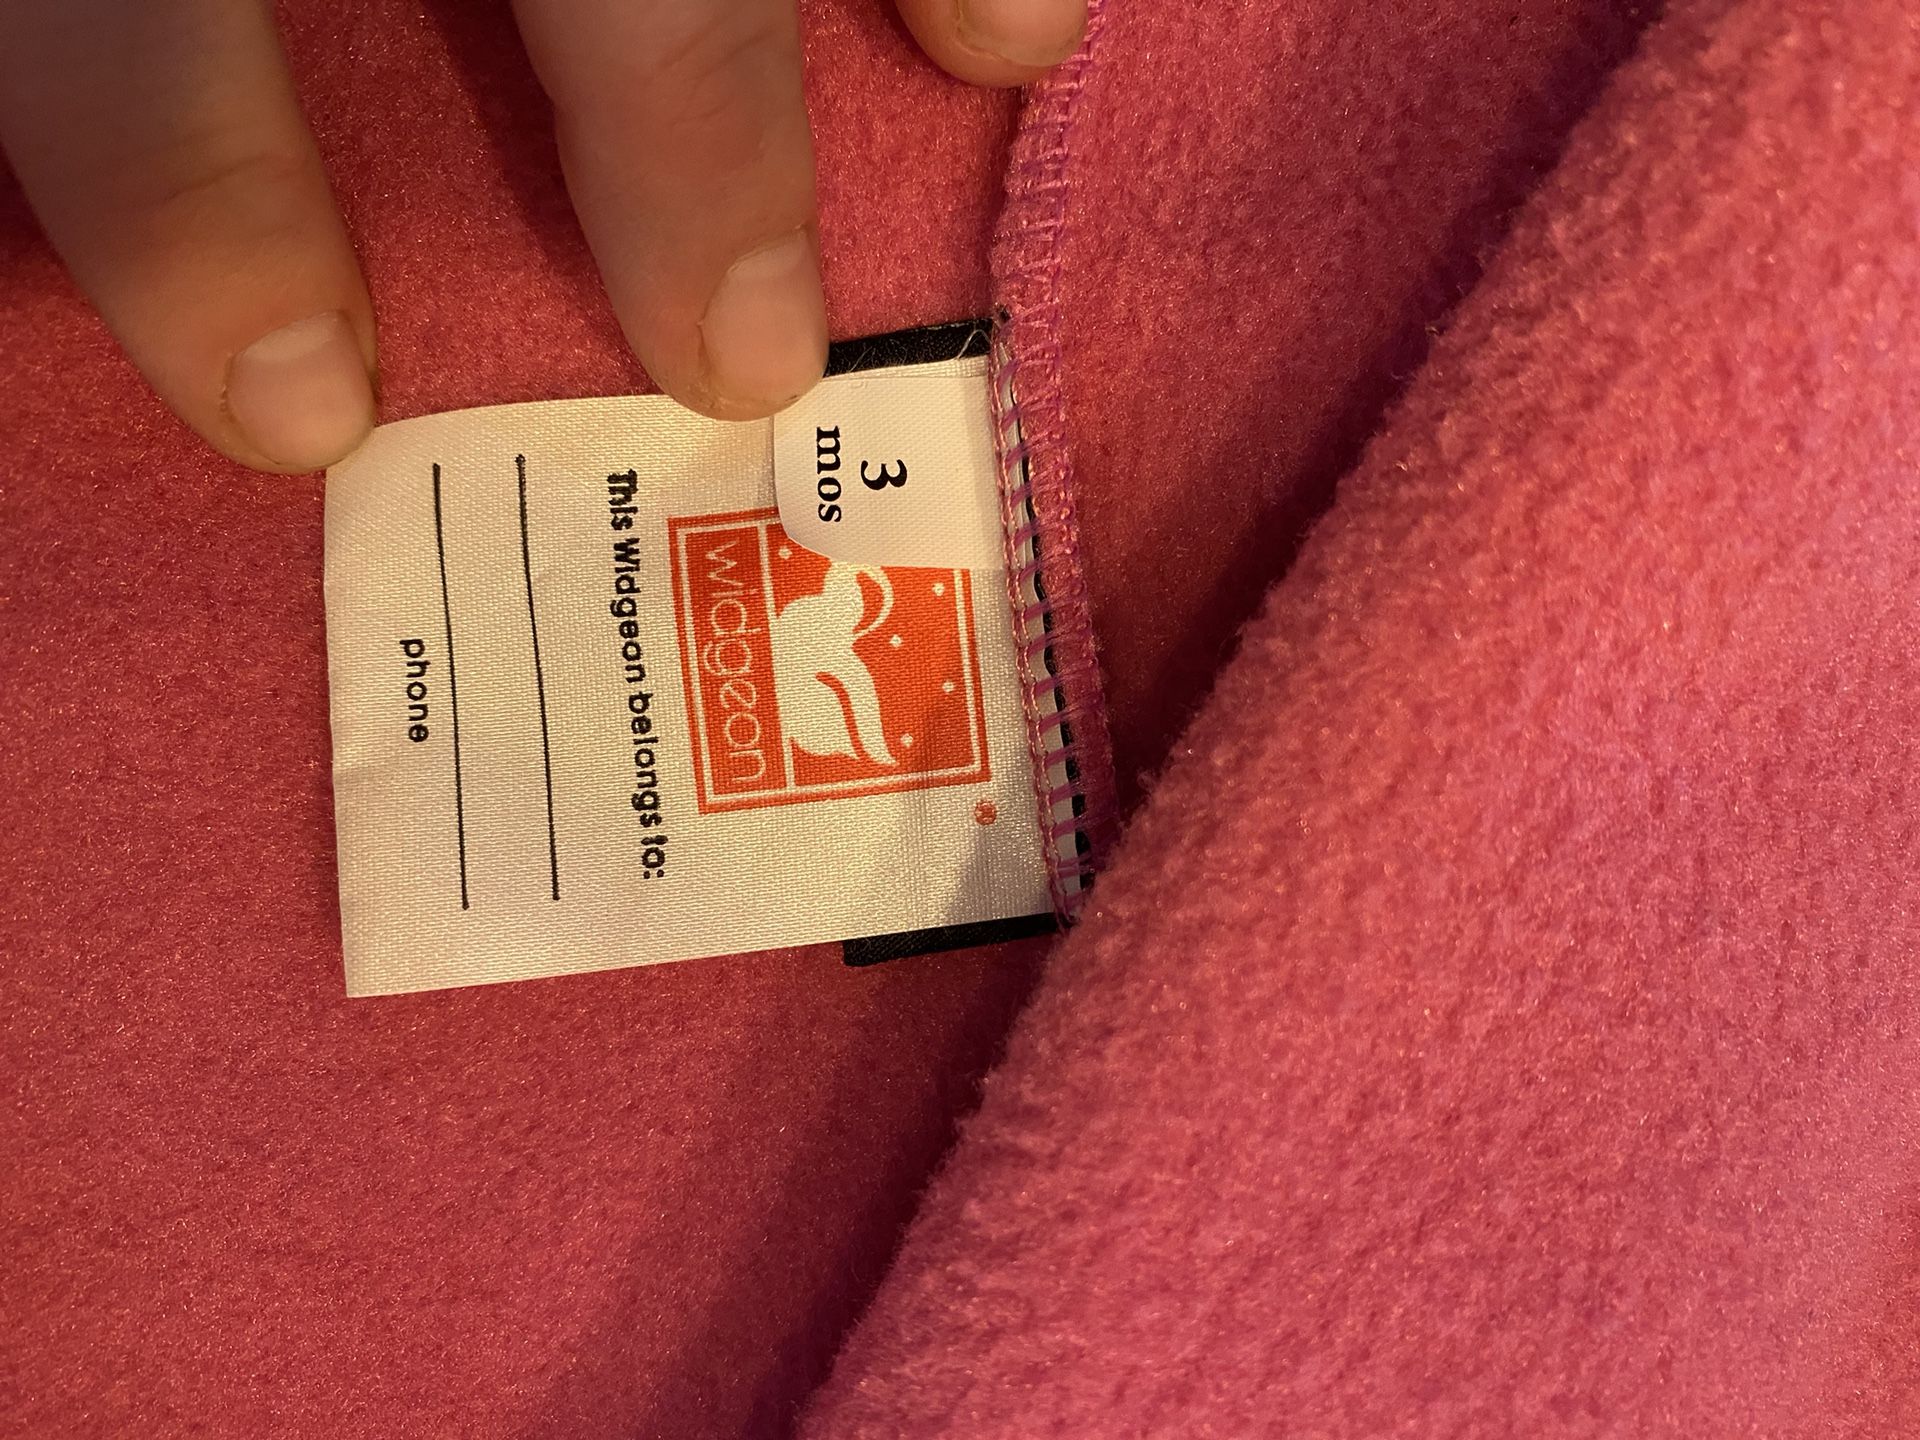 3
mos
widgeon
®
This Widgeon belongs to:
phone